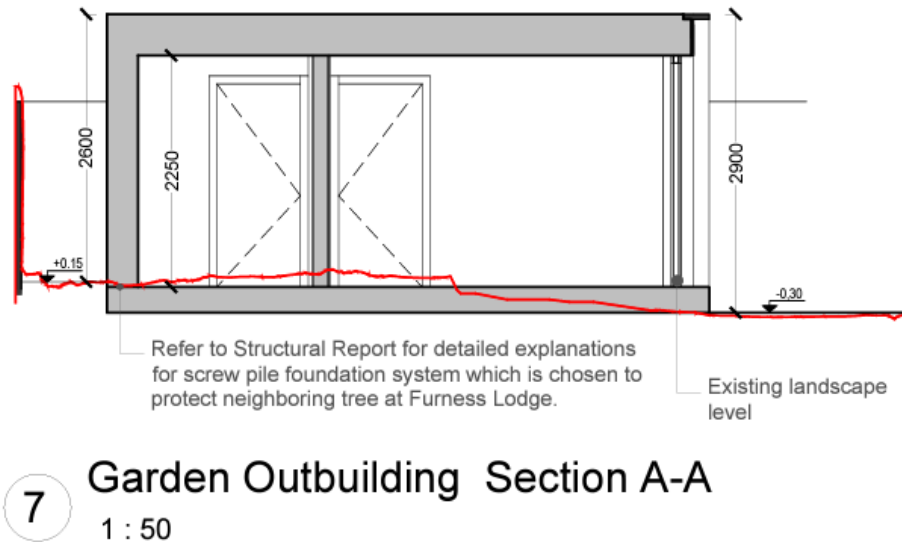 2600
2250
2900
+0.15
-0.30
Refer to Structural Report for detailed explanations
for screw pile foundation system which is chosen to
protect neighboring tree at Furness Lodge.
Existing landscape
level
7 Garden Outbuilding Section A-A
1 : 50